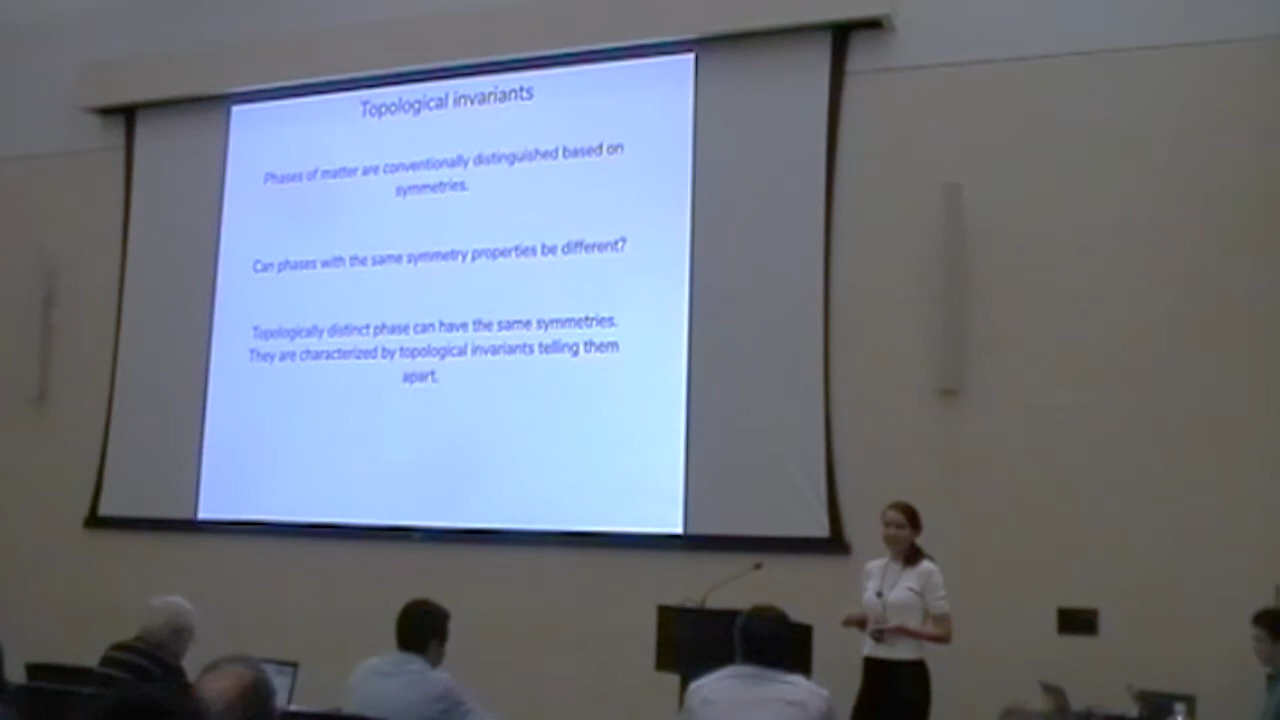 Topological invariants
Phases of matter are conventionally distinguished based on
symmetries.
Can phases with the same symmetry properties be different?
Topologically distinct phase can have the same symmetries.
They are characterized by topological invariants telling them
apart.